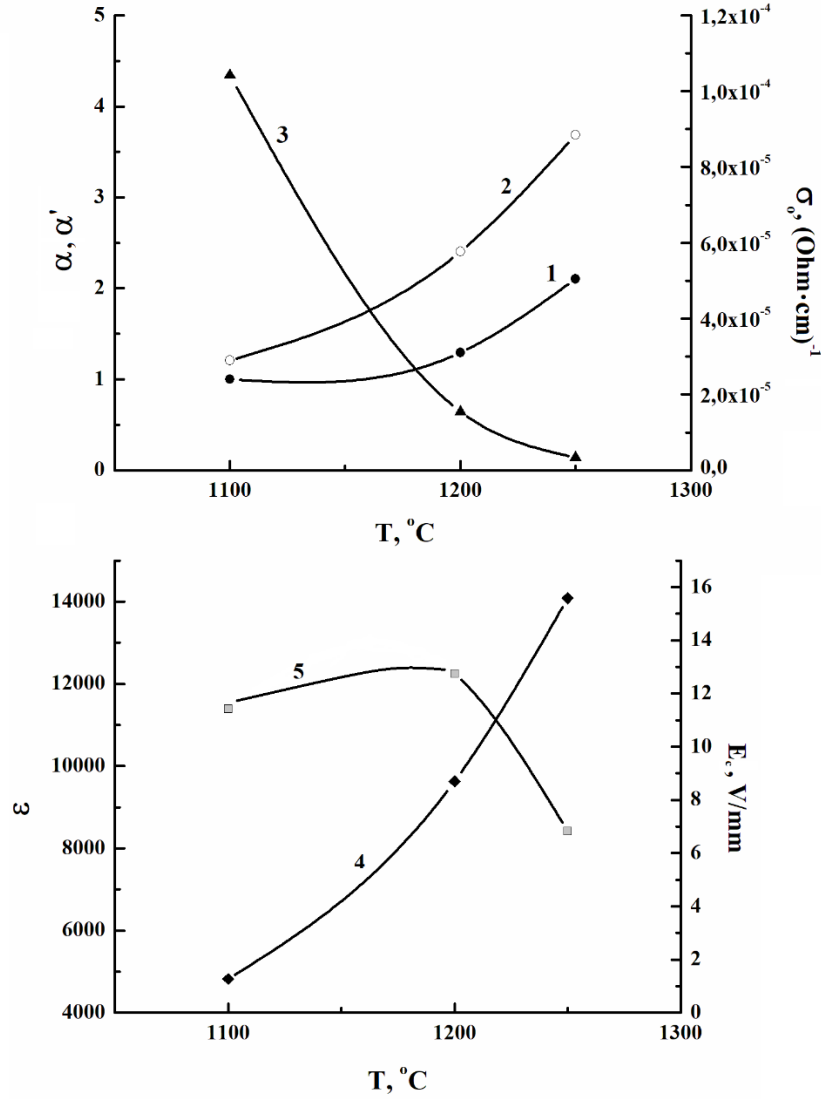 5
4
3
2
1
0
α, α'
1,2x10⁻⁴
1,0x10⁻⁴
8,0x10⁻⁵
6,0x10⁻⁵
4,0x10⁻⁵
2,0x10⁻⁵
0,0
σₒ, (Ohm·cm)⁻¹
3
2
1
1100
1200
1300
T, °C
14000
12000
10000
8000
6000
4000
ε
16
14
12
10
8
6
4
2
0
E꜀, V/mm
5
4
1100
1200
1300
T, °C